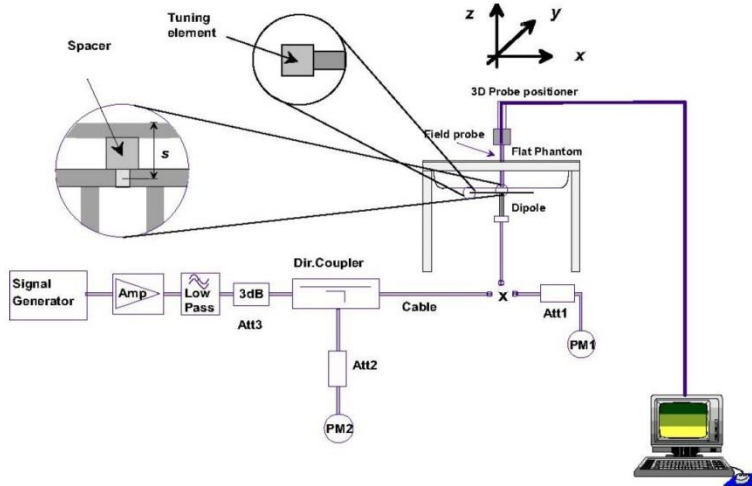 z
y
x
Tuning
element
Spacer
s
3D Probe positioner
Field probe
Flat Phantom
Dipole
Dir.Coupler
Signal
Generator
Amp
Low
Pass
3dB
Att3
Cable
x
Att1
PM1
Att2
PM2